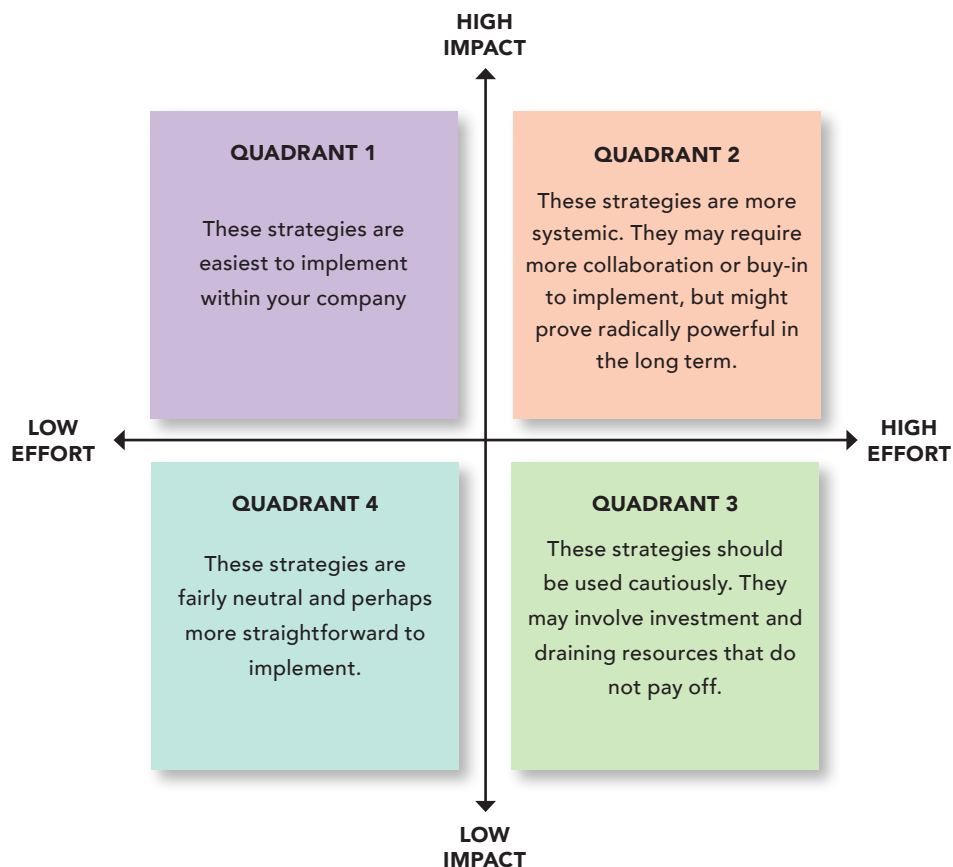 HIGH
IMPACT
QUADRANT 1
These strategies are
easiest to implement
within your company
QUADRANT 2
These strategies are more
systemic. They may require
more collaboration or buy-in
to implement, but might
prove radically powerful in
the long term.
LOW
EFFORT
HIGH
EFFORT
QUADRANT 4
These strategies are
fairly neutral and perhaps
more straightforward to
implement.
QUADRANT 3
These strategies should
be used cautiously. They
may involve investment and
draining resources that do
not pay off.
LOW
IMPACT